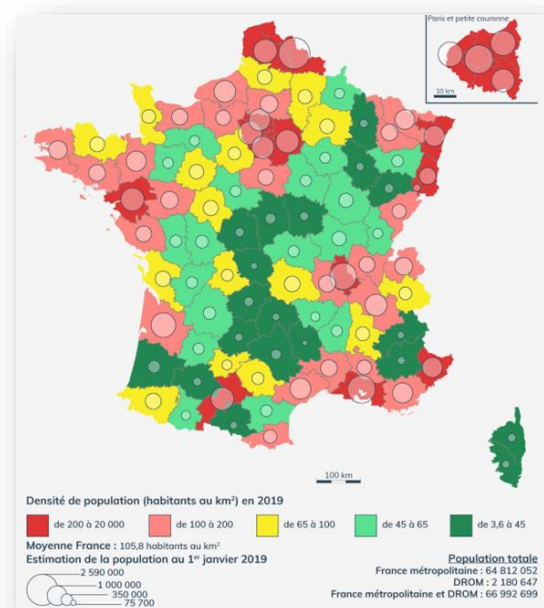 Paris et petite couronne
10 km
100 km
Densité de population (habitants au km²) en 2019
de 200 à 20 000
de 100 à 200
de 65 à 100
de 45 à 65
de 3,6 à 45
Moyenne France : 105,8 habitants au km²
Estimation de la population au 1er janvier 2019
2 590 000
1 000 000
350 000
75 700
Population totale
France métropolitaine : 64 812 052
DROM : 2 180 647
France métropolitaine et DROM : 66 992 699